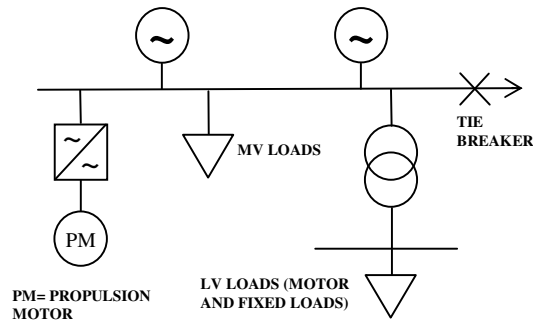 ~
~
TIE
BREAKER
~
~
MV LOADS
PM
LV LOADS (MOTOR
AND FIXED LOADS)
PM= PROPULSION
MOTOR